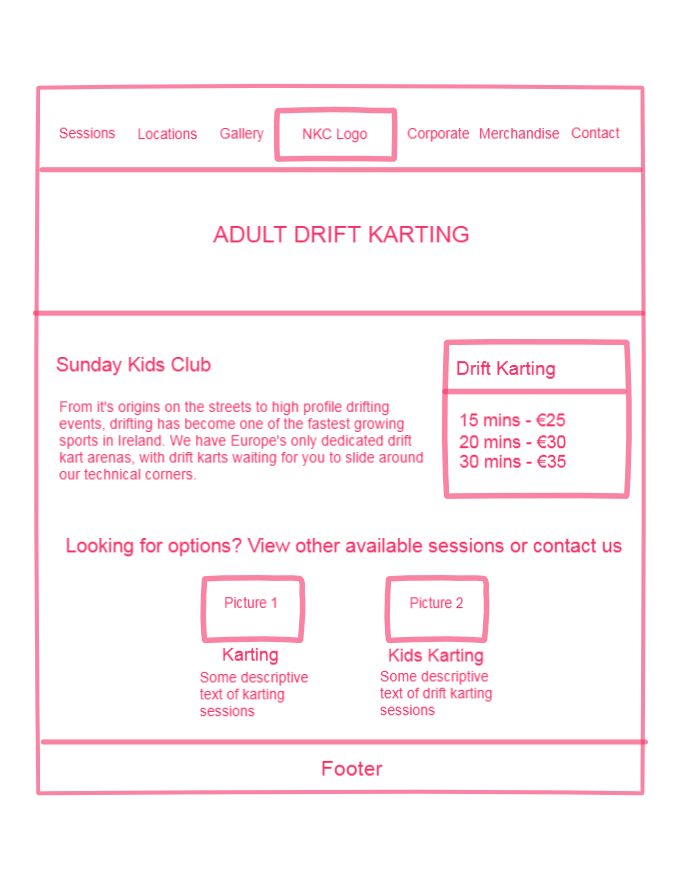 Sessions Locations Gallery NKC Logo Corporate Merchandise Contact
ADULT DRIFT KARTING
Sunday Kids Club
From it's origins on the streets to high profile drifting
events, drifting has become one of the fastest growing
sports in Ireland. We have Europe's only dedicated drift
kart arenas, with drift karts waiting for you to slide around
our technical corners.
Drift Karting
15 mins - €25
20 mins - €30
30 mins - €35
Looking for options? View other available sessions or contact us
Picture 1
Karting
Some descriptive
text of karting
sessions
Picture 2
Kids Karting
Some descriptive
text of drift karting
sessions
Footer